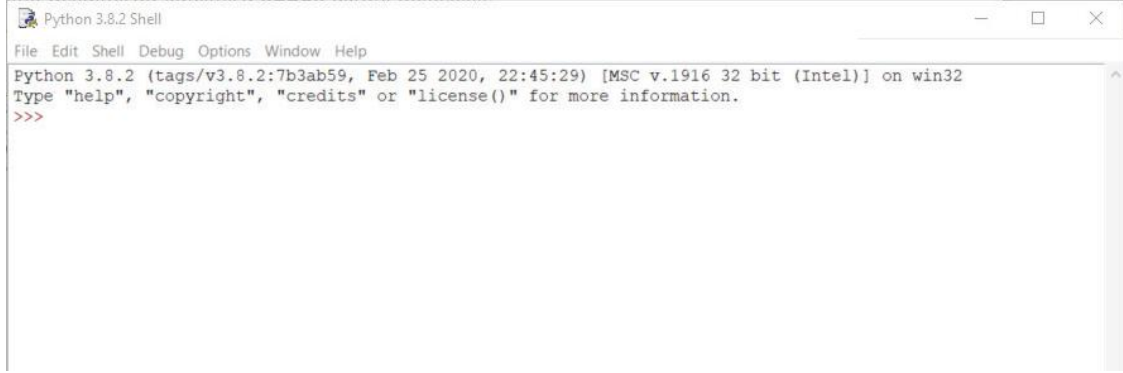 Python 3.8.2 Shell
File Edit Shell Debug Options Window Help
Python 3.8.2 (tags/v3.8.2:7b3ab59, Feb 25 2020, 22:45:29) [MSC v.1916 32 bit (Intel)] on win32
Type "help", "copyright", "credits" or "license()" for more information.
>>>